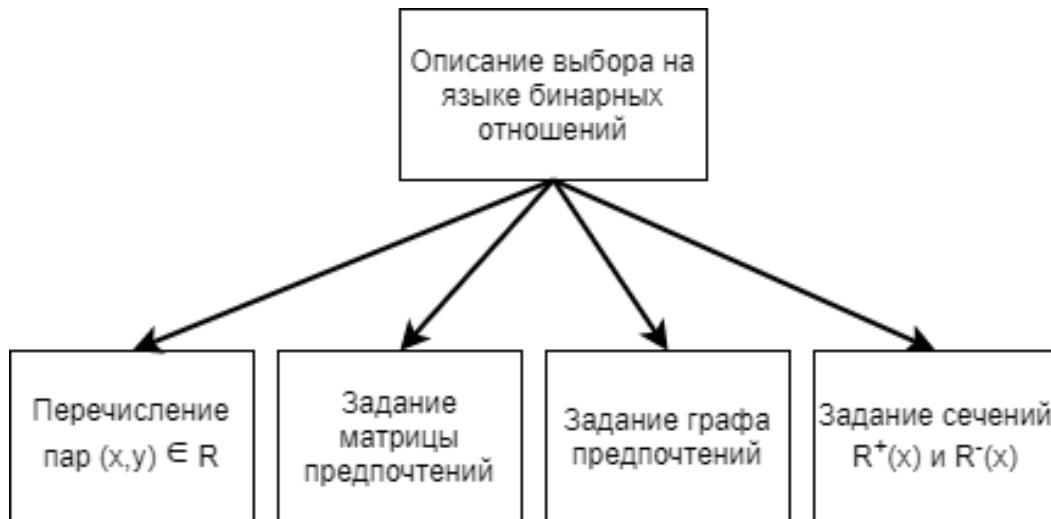 Описание выбора на
языке бинарных
отношений
Перечисление
пар (x,y) ∈ R
Задание
матрицы
предпочтений
Задание графа
предпочтений
Задание сечений
R⁺(x) и R⁻(x)